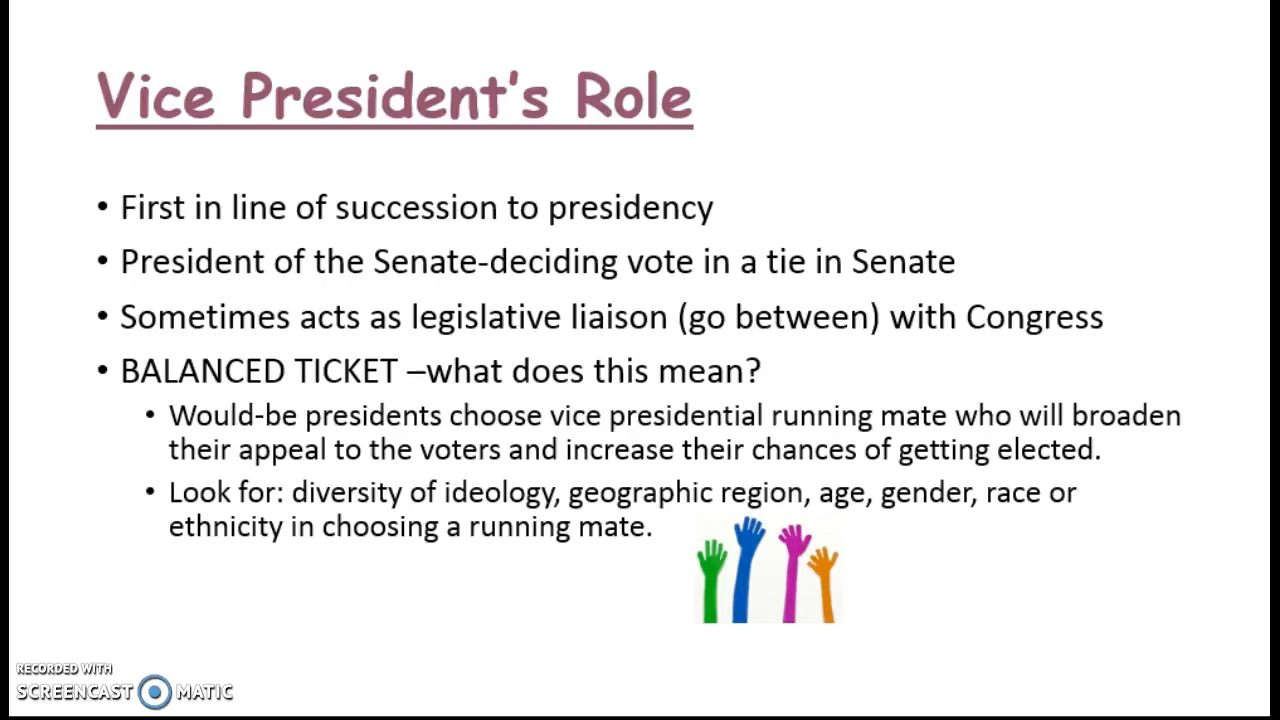 Vice President's Role
• First in line of succession to presidency
• President of the Senate-deciding vote in a tie in Senate
• Sometimes acts as legislative liaison (go between) with Congress
• BALANCED TICKET –what does this mean?
• Would-be presidents choose vice presidential running mate who will broaden
their appeal to the voters and increase their chances of getting elected.
• Look for: diversity of ideology, geographic region, age, gender, race or
ethnicity in choosing a running mate.
RECORDED WITH
SCREENCAST MATIC